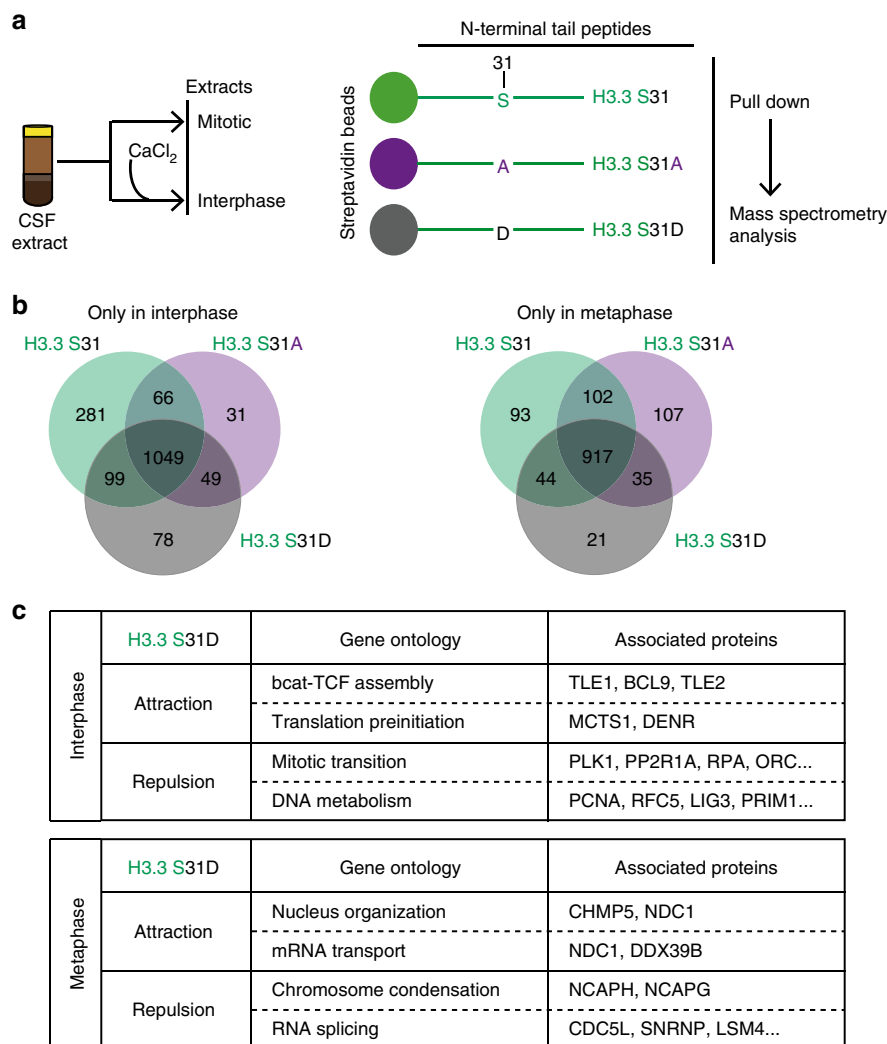 a
N-terminal tail peptides
Extracts
Mitotic
CaCl2
Interphase
CSF
extract
Streptavidin beads
31
S
H3.3 S31
A
H3.3 S31A
D
H3.3 S31D
Pull down
Mass spectrometry
analysis
b
Only in interphase
H3.3 S31
H3.3 S31A
66
281
31
1049
99
49
78
H3.3 S31D
Only in metaphase
H3.3 S31
H3.3 S31A
102
93
107
917
44
35
21
H3.3 S31D
c
Interphase
H3.3 S31D
Gene ontology
Associated proteins
Attraction
bcat-TCF assembly
TLE1, BCL9, TLE2
Translation preinitiation
MCTS1, DENR
Repulsion
Mitotic transition
PLK1, PP2R1A, RPA, ORC...
DNA metabolism
PCNA, RFC5, LIG3, PRIM1...
Metaphase
H3.3 S31D
Gene ontology
Associated proteins
Attraction
Nucleus organization
CHMP5, NDC1
mRNA transport
NDC1, DDX39B
Repulsion
Chromosome condensation
NCAPH, NCAPG
RNA splicing
CDC5L, SNRNP, LSM4...